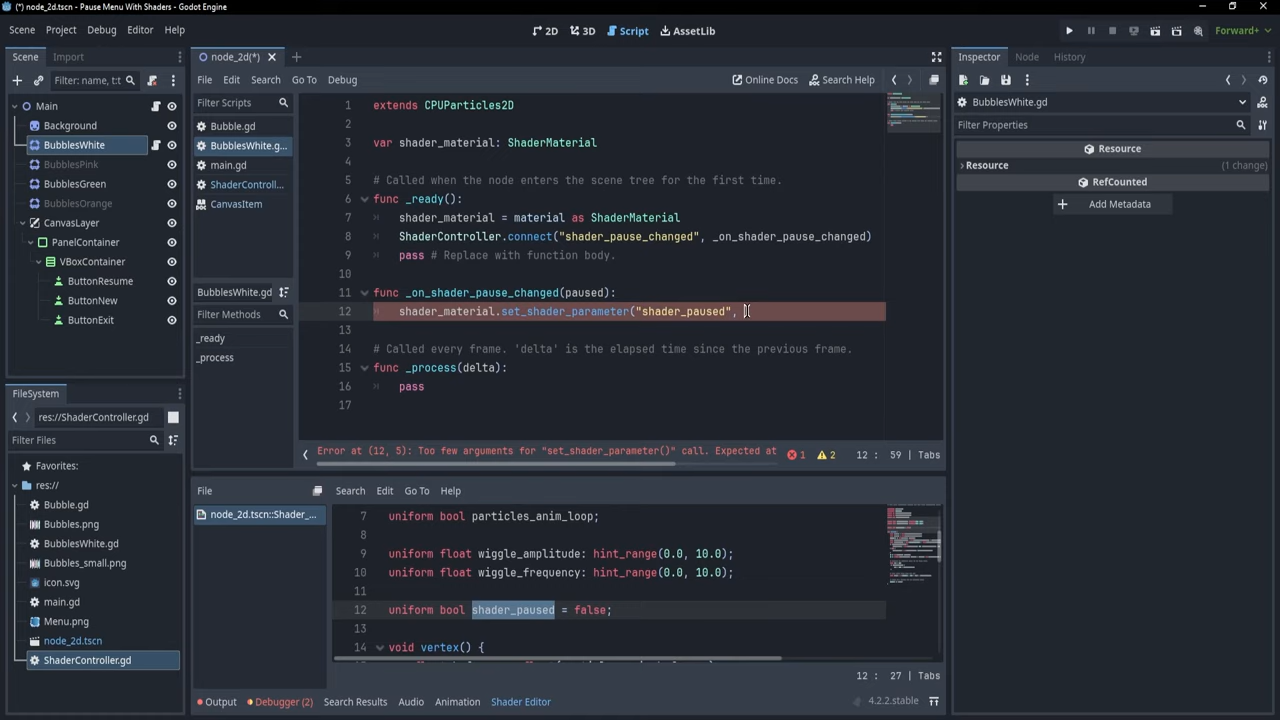 (*) node_2d.tscn - Pause Menu With Shaders - Godot Engine
Scene Project Debug Editor Help
2D 3D Script AssetLib
Forward+
Scene Import
Filter: name, t:t
Main
Background
BubblesWhite
BubblesPink
BubblesGreen
BubblesOrange
CanvasLayer
PanelContainer
VBoxContainer
ButtonResume
ButtonNew
ButtonExit
FileSystem
res://ShaderController.gd
Filter Files
Favorites:
res://
Bubble.gd
Bubbles.png
BubblesWhite.gd
Bubbles_small.png
icon.svg
main.gd
Menu.png
node_2d.tscn
ShaderController.gd
node_2d(*)
File Edit Search Go To Debug
Online Docs Search Help
Filter Scripts
Bubble.gd
BubblesWhite.g...
main.gd
ShaderControll...
CanvasItem
BubblesWhite.gd
Filter Methods
_ready
_process
1 extends CPUParticles2D
2
3 var shader_material: ShaderMaterial
4
5 # Called when the node enters the scene tree for the first time.
6 func _ready():
7 shader_material = material as ShaderMaterial
8 ShaderController.connect("shader_pause_changed", _on_shader_pause_changed)
9 pass # Replace with function body.
10
11 func _on_shader_pause_changed(paused):
12 shader_material.set_shader_parameter("shader_paused",
13
14 # Called every frame. 'delta' is the elapsed time since the previous frame.
15 func _process(delta):
16 pass
17
Error at (12, 5): Too few arguments for "set_shader_parameter()" call. Expected at
1 2 12 : 59 | Tabs
File
node_2d.tscn::Shader_...
Search Edit Go To Help
7 uniform bool particles_anim_loop;
8
9 uniform float wiggle_amplitude: hint_range(0.0, 10.0);
10 uniform float wiggle_frequency: hint_range(0.0, 10.0);
11
12 uniform bool shader_paused = false;
13
14 void vertex() {
12 : 27 | Tabs
Output Debugger (2) Search Results Audio Animation Shader Editor
4.2.2.stable
Inspector Node History
BubblesWhite.gd
Filter Properties
Resource
Resource (1 change)
RefCounted
Add Metadata